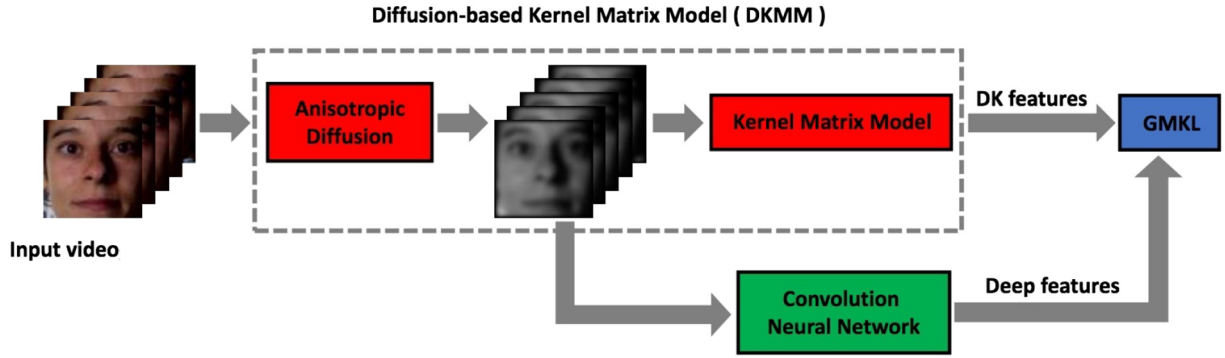 Diffusion-based Kernel Matrix Model ( DKMM )
Anisotropic
Diffusion
Kernel Matrix Model
DK features
GMKL
Input video
Convolution
Neural Network
Deep features